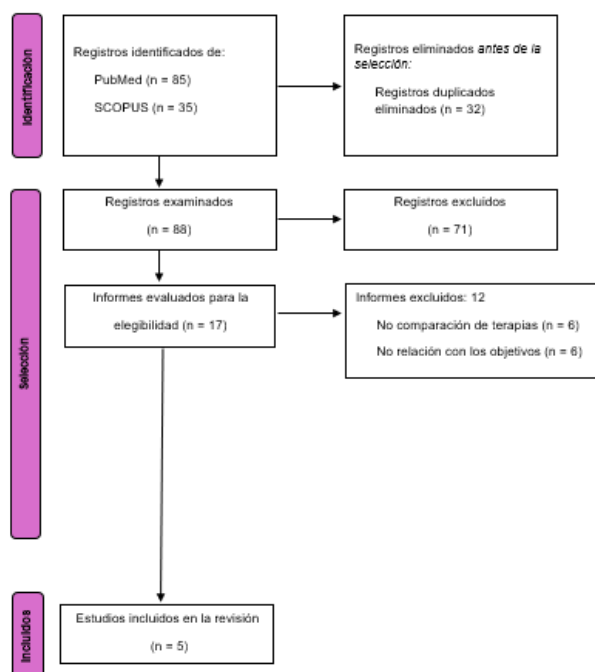 Identificación
Registros identificados de:
PubMed (n = 85)
SCOPUS (n = 35)
Registros eliminados antes de la
selección:
Registros duplicados
eliminados (n = 32)
Selección
Registros examinados
(n = 88)
Registros excluidos
(n = 71)
Informes evaluados para la
elegibilidad (n = 17)
Informes excluidos: 12
No comparación de terapias (n = 6)
No relación con los objetivos (n = 6)
Incluidos
Estudios incluidos en la revisión
(n = 5)